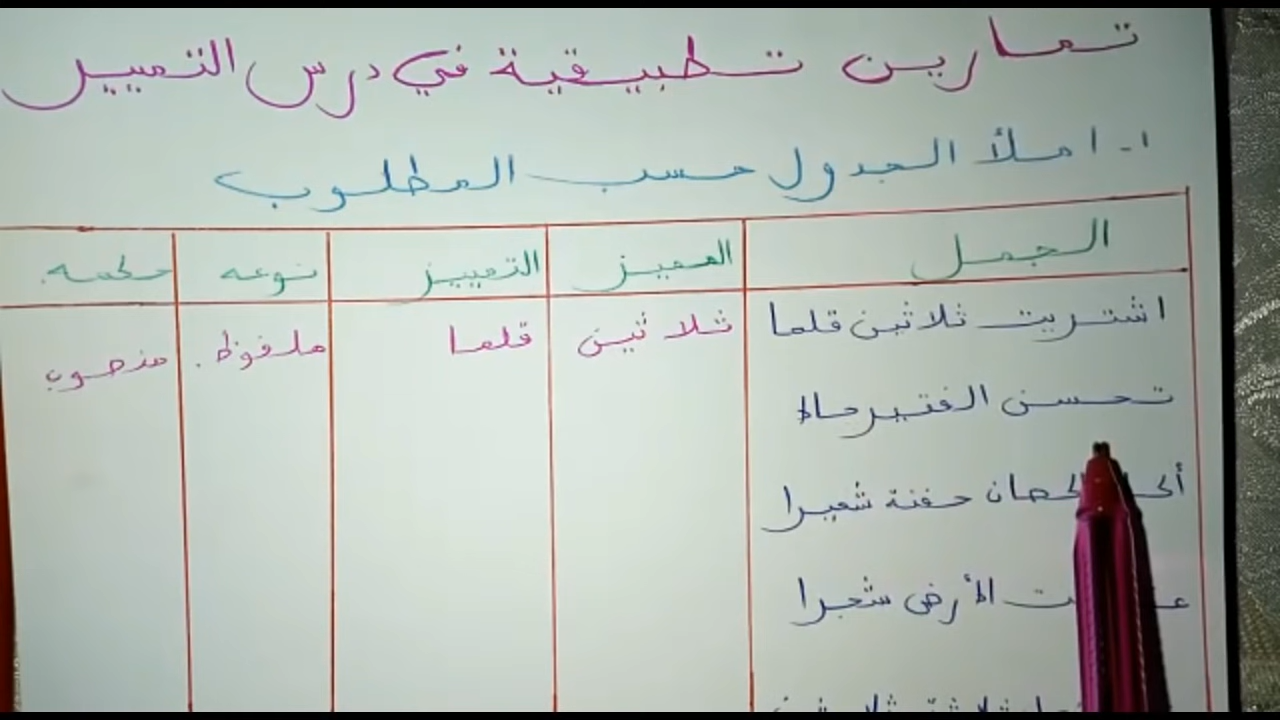 تمارين تطبيقية في درس التمييز
1- املأ الجدول حسب المطلوب
الجمل المميز التمييز نوعه حكمه.
اشتريت ثلاثين قلما ثلاثين قلما ملفوظ. منصوب
تحسن الفقير حالا
الحصان حفنة شعيرا
الأرض شجرا